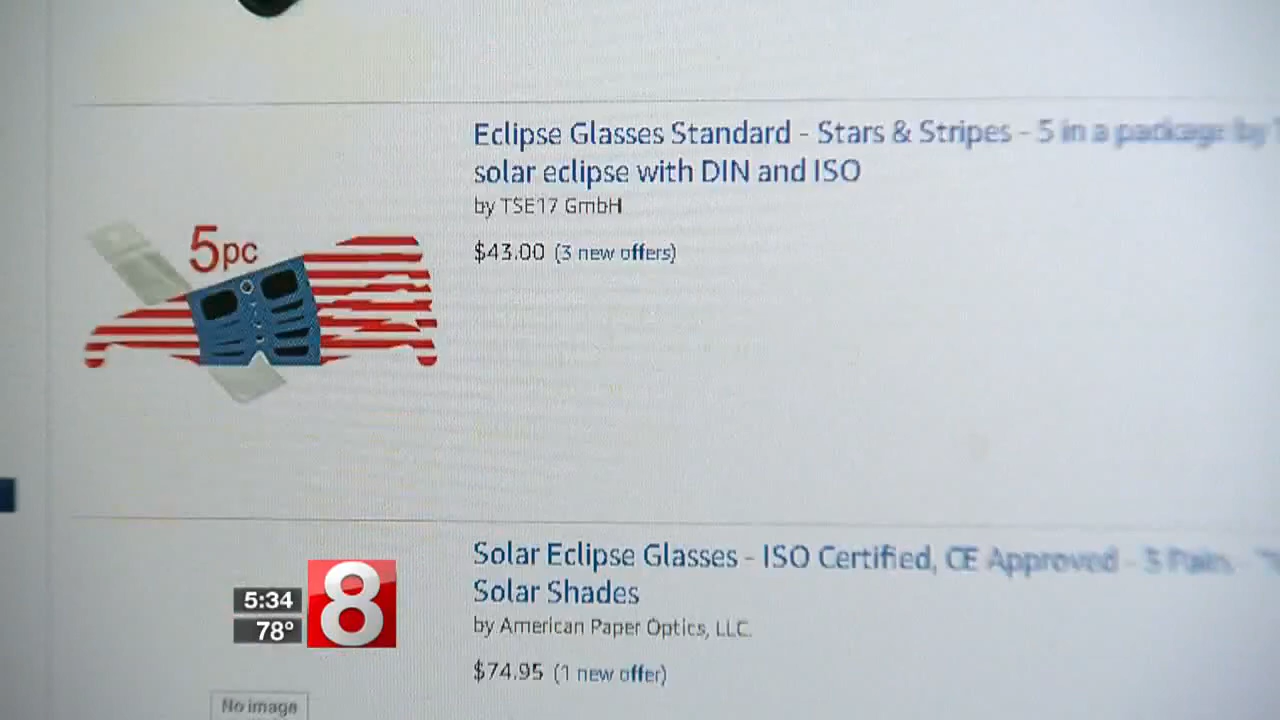 Eclipse Glasses Standard - Stars & Stripes - 5 in a package by
solar eclipse with DIN and ISO
by TSE17 GmbH
$43.00 (3 new offers)
5pc
Solar Eclipse Glasses - ISO Certified, CE Approved -
Solar Shades
by American Paper Optics, LLC.
$74.95 (1 new offer)
5:34
78°
8
No image